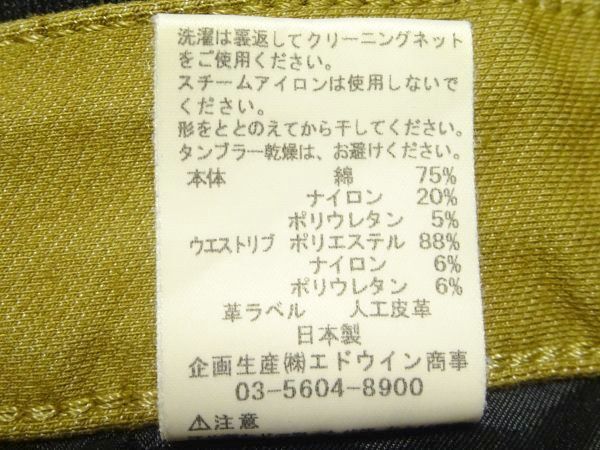 洗濯は裏返してクリーニングネット
をご使用ください。
スチームアイロンは使用しないで
ください。
形をととのえてから干してください。
タンブラー乾燥は、お避けください。
本体 綿 75%
ナイロン 20%
ポリウレタン 5%
ウエストリブ ポリエステル 88%
ナイロン 6%
ポリウレタン 6%
革ラベル 人工皮革
日本製
企画生産㈱エドウイン商事
03-5604-8900
⚠注意